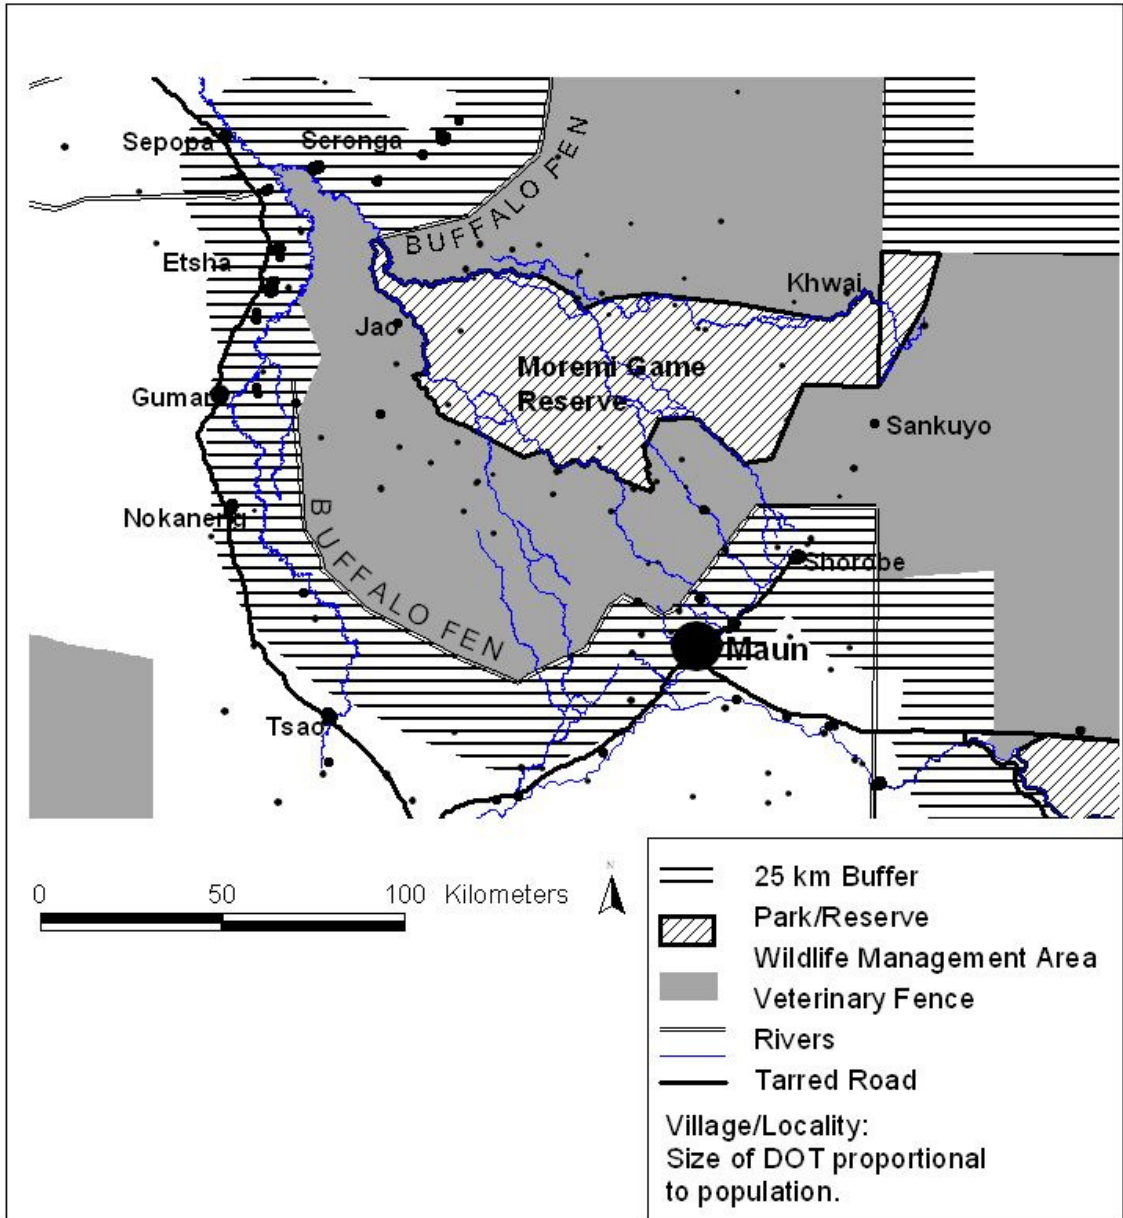 Sepopa
Seronga
BUFFALO FEN
Etsha
Khwai
Jao
Moremi Game
Reserve
Gumar
Sankuyo
Nokaneng
BUFFALO FEN
Shorobe
Maun
Tsao
0 50 100 Kilometers
N
25 km Buffer
Park/Reserve
Wildlife Management Area
Veterinary Fence
Rivers
Tarred Road
Village/Locality:
Size of DOT proportional
to population.